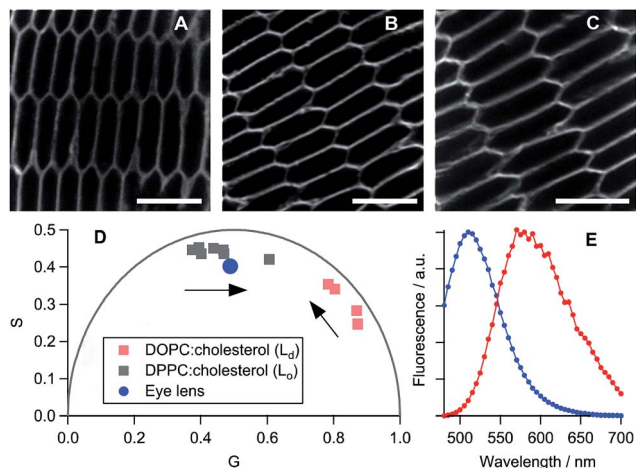 A
B
C
D
0.5
0.4
0.3
0.2
0.1
0.0
S
DOPC:cholesterol (Ld)
DPPC:cholesterol (Lo)
Eye lens
0.0 0.2 0.4 0.6 0.8 1.0
G
E
Fluorescence / a.u.
500 550 600 650 700
Wavelength / nm